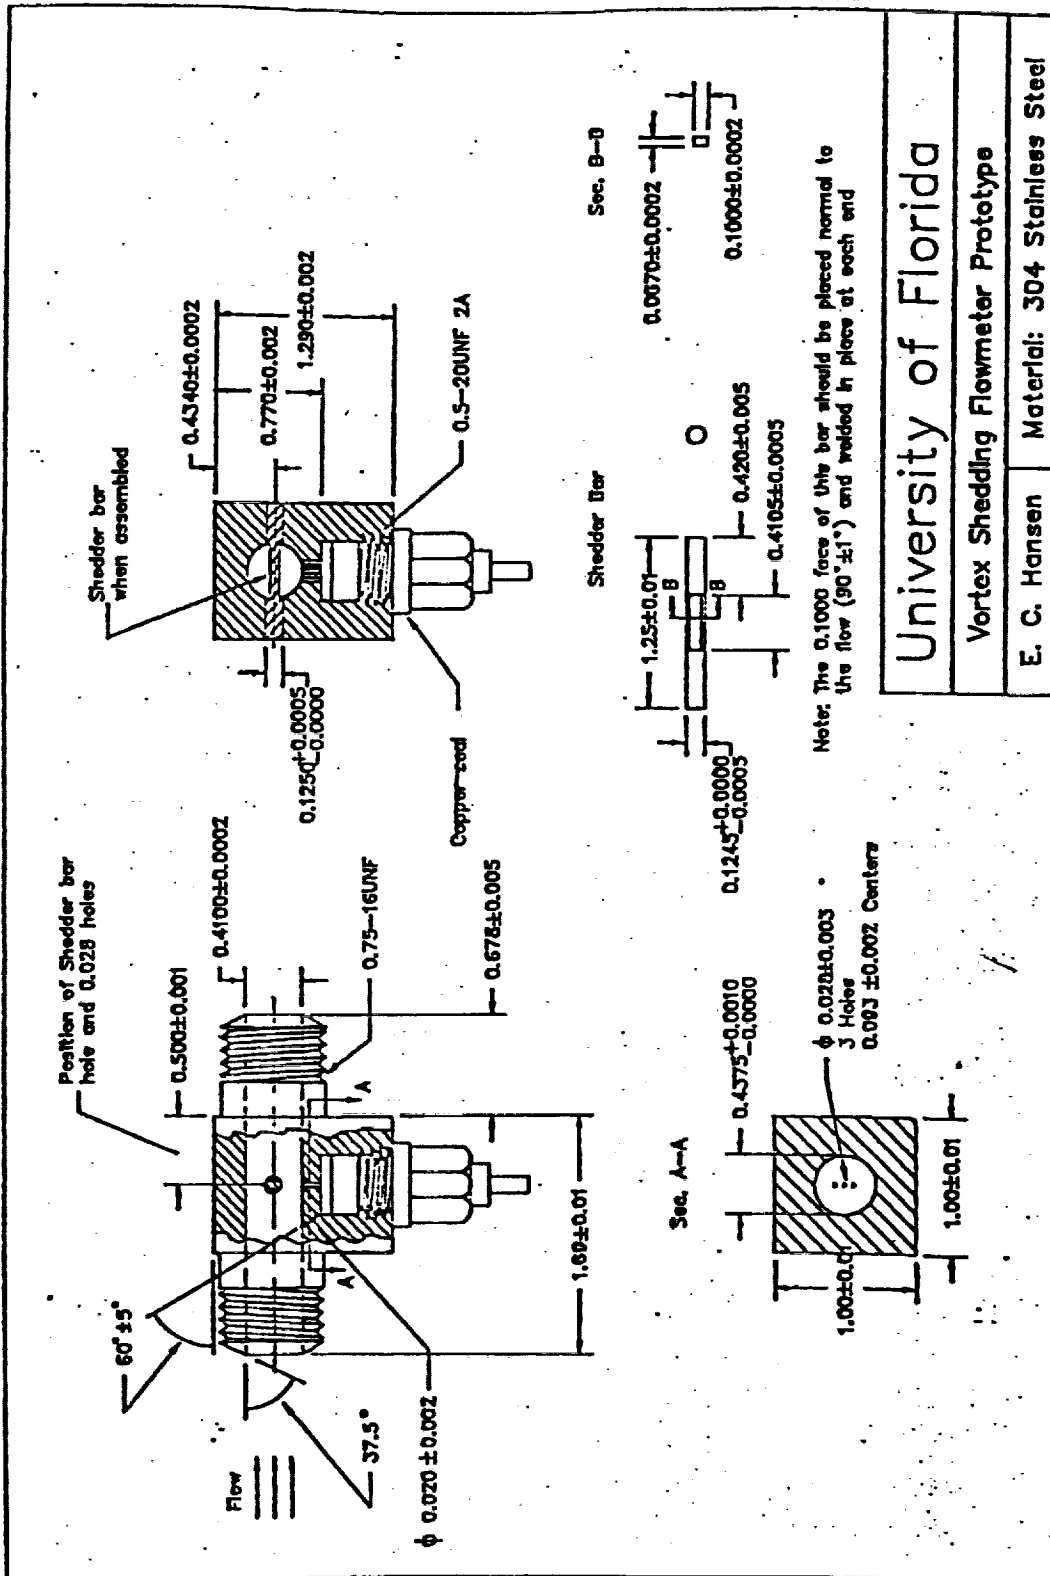 Flow
60°±5°
37.5°
ϕ 0.020±0.002
Position of Shedder bar
hole and 0.028 holes
0.500±0.001
0.4100±0.0002
0.75-16UNF
0.678±0.005
A
A
1.69±0.01
Shedder bar
when assembled
0.4340±0.0002
0.770±0.002
1.290±0.002
0.1250+0.0005
-0.0000
0.5-20UNF 2A
Copper seal
Sec. A-A
0.4375+0.0010
-0.0000
ϕ 0.028±0.003
3 Holes
0.093 ±0.002 Centers
1.00±0.01
1.00±0.01
Shedder Bar
1.25±0.01
B
B
0.420±0.005
0.4105±0.0005
0.1245+0.0000
-0.0005
Sec. B-B
0.0070±0.0002
0.1000±0.0002
Note: The 0.1000 face of this bar should be placed normal to
the flow (90°±1°) and welded in place at each end
University of Florida
Vortex Shedding Flowmeter Prototype
E. C. Hansen
Material: 304 Stainless Steel